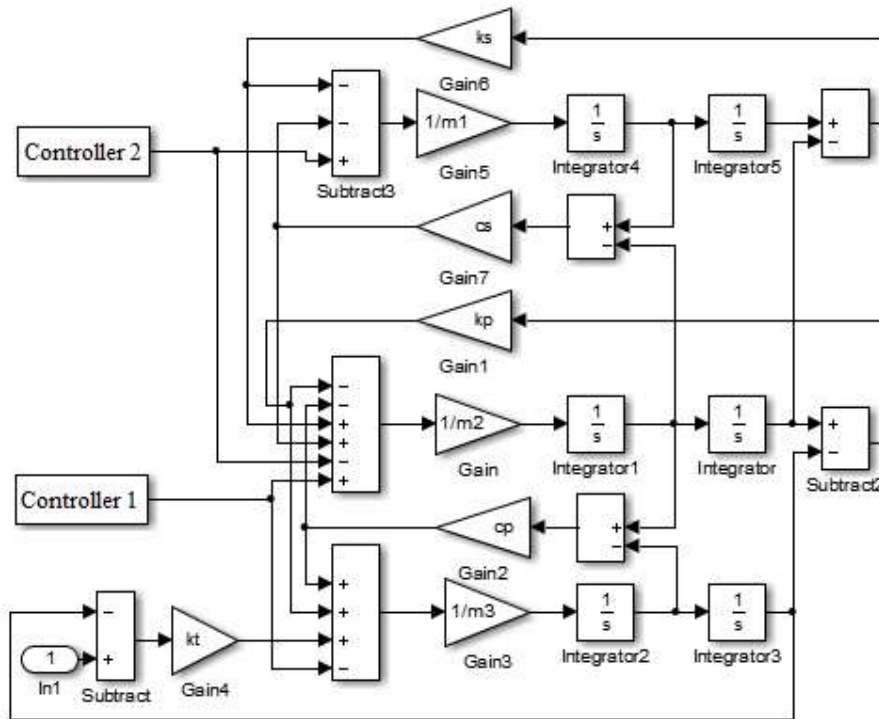 ks
Gain6
−
−
+
Subtract3
1/m1
Gain5
1
s
Integrator4
1
s
Integrator5
+
−
Controller 2
cs
Gain7
+
−
kp
Gain1
−
−
+
+
−
+
1/m2
Gain
1
s
Integrator1
1
s
Integrator
+
−
Subtract2
Controller 1
cp
Gain2
+
−
+
+
+
−
1/m3
Gain3
1
s
Integrator2
1
s
Integrator3
−
+
Subtract
1
In1
kt
Gain4